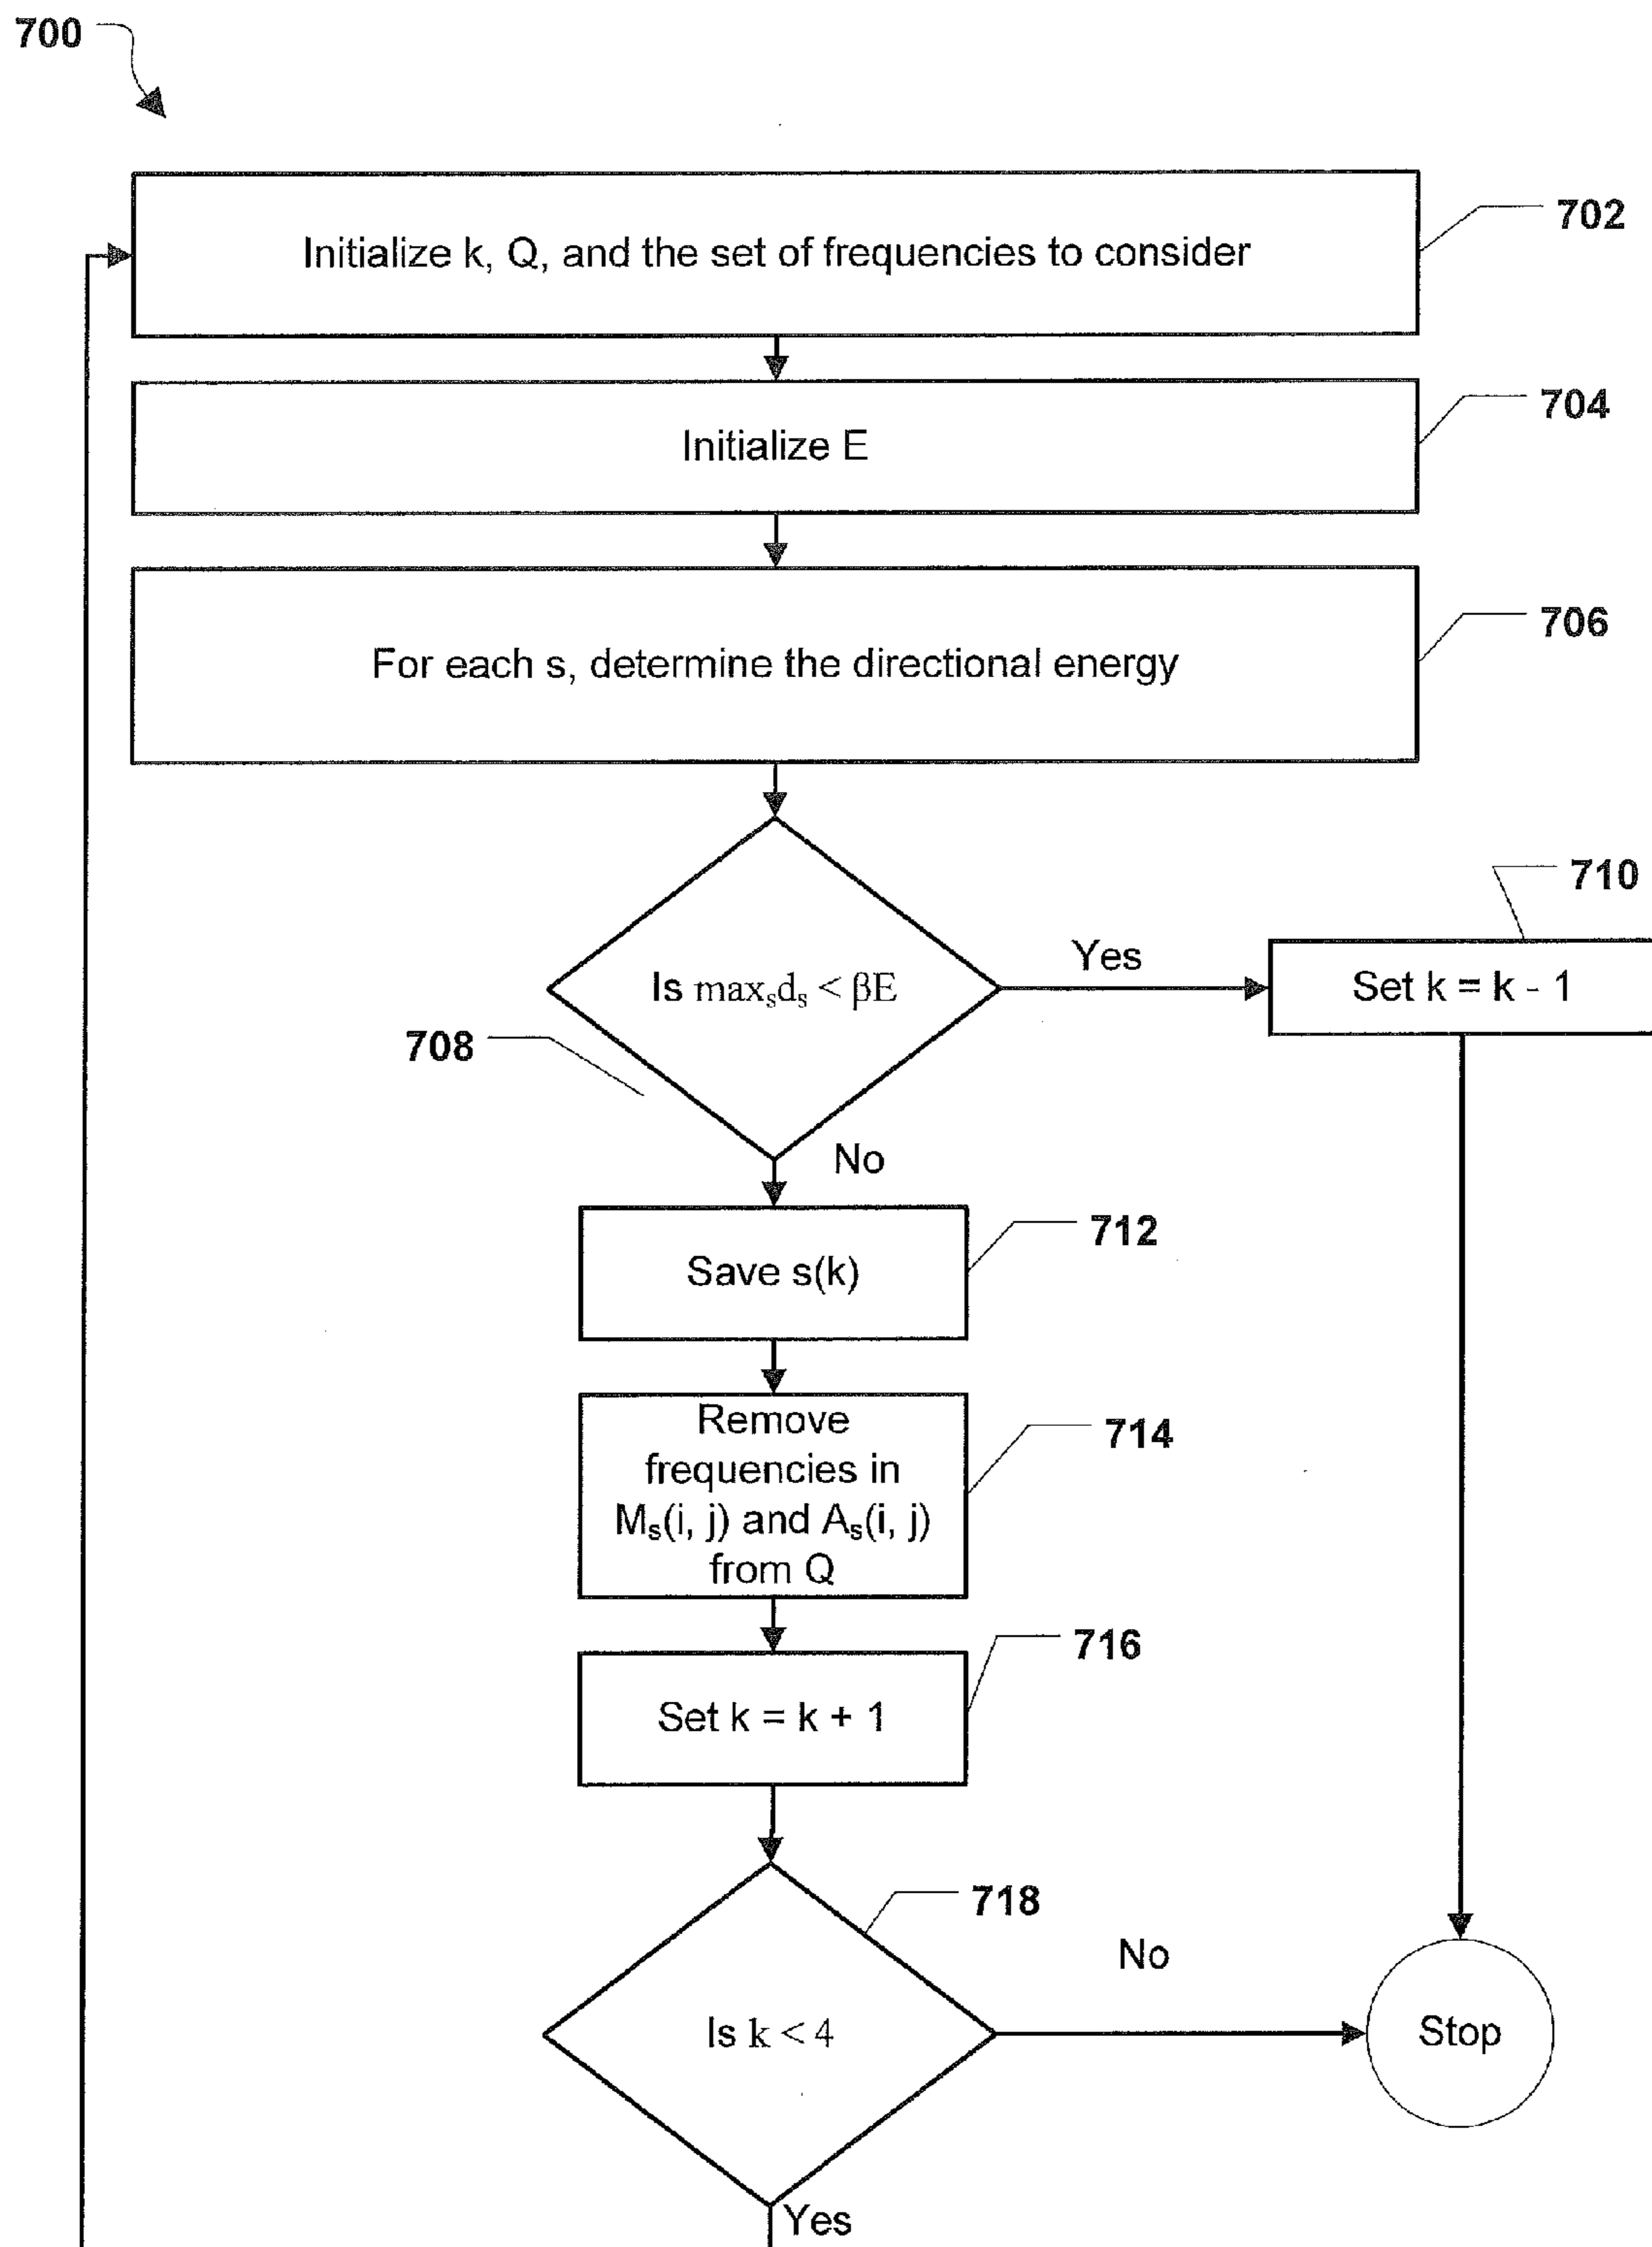 700
702
Initialize k, Q, and the set of frequencies to consider
704
Initialize E
706
For each s, determine the directional energy
710
Yes
Is maxₛdₛ < βE
Set k = k - 1
708
No
712
Save s(k)
Remove
714
frequencies in
Mₛ(i, j) and Aₛ(i, j)
from Q
716
Set k = k + 1
718
No
Is k < 4
Stop
Yes